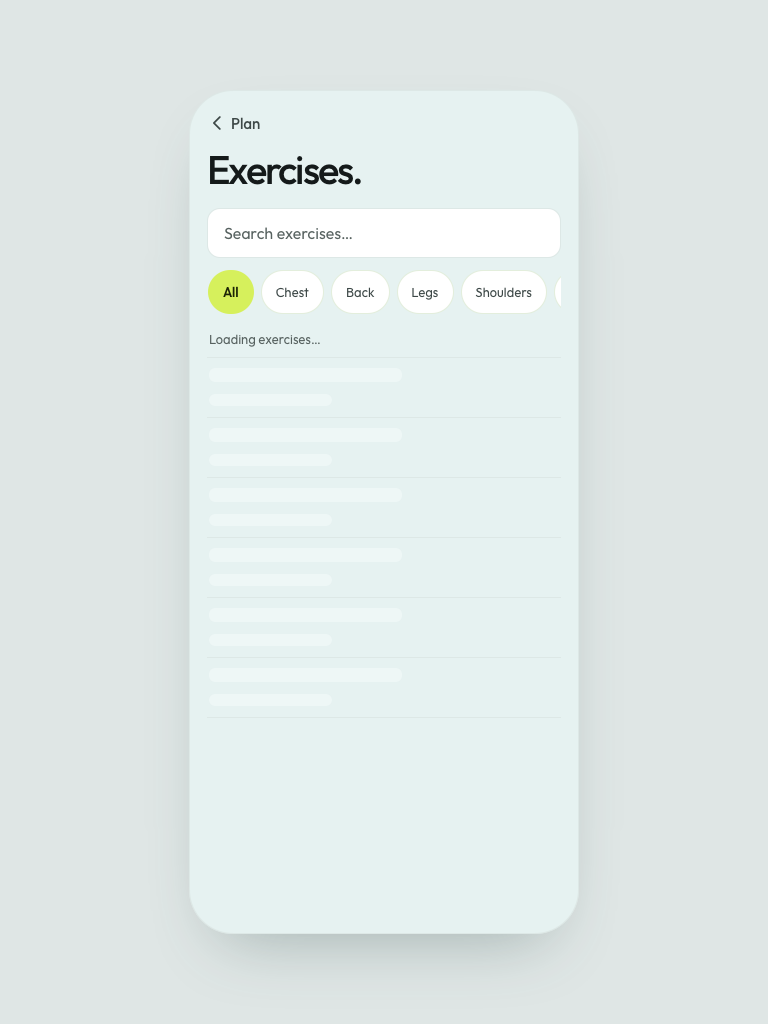 Plan
Exercises.
Search exercises…
All Chest Back Legs Shoulders
Loading exercises…